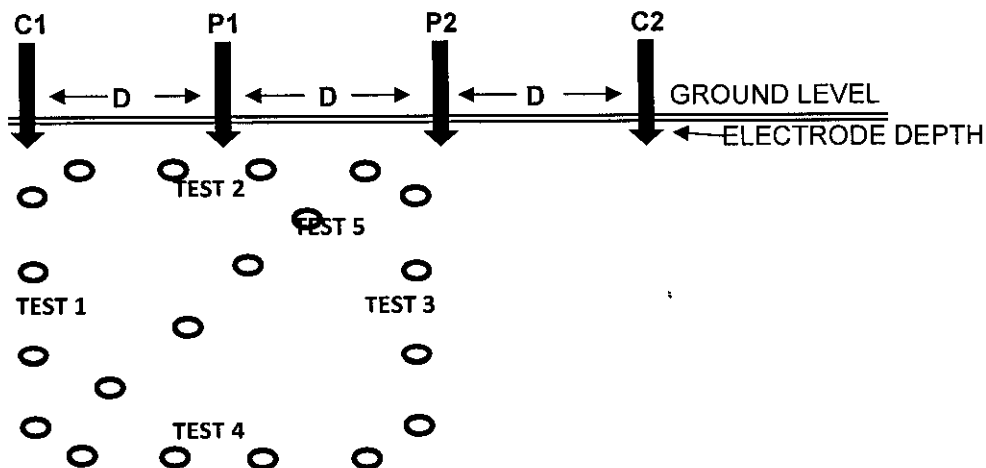 C1 P1 P2 C2
D D D GROUND LEVEL
ELECTRODE DEPTH
TEST 2
TEST 5
TEST 1 TEST 3
TEST 4